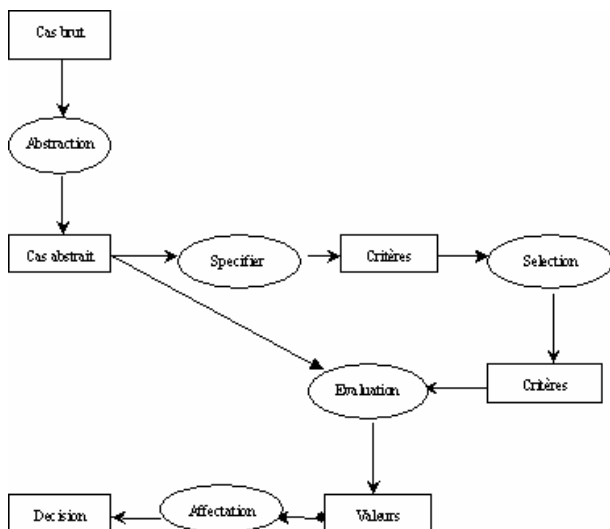 Cas brut
Abstraction
Cas abstrait
Specifier
Critères
Selection
Evaluation
Critères
Decision
Affectation
Valeurs